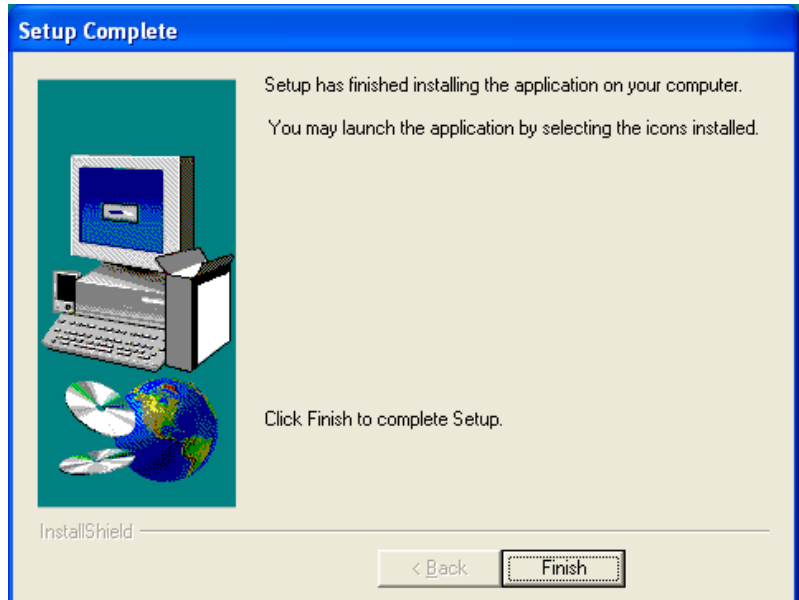 Setup Complete
Setup has finished installing the application on your computer.
You may launch the application by selecting the icons installed.
Click Finish to complete Setup.
InstallShield
< Back
Finish